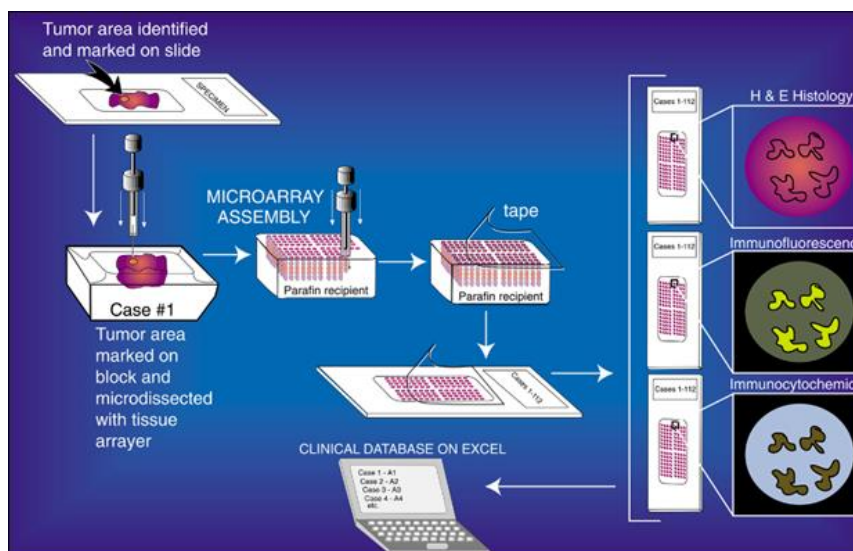 Tumor area identified
and marked on slide
SPECIMEN
MICROARRAY
ASSEMBLY
tape
Parafin recipient
Parafin recipient
Case #1
Tumor area
marked on
block and
microdissected
with tissue
arrayer
Cases 1-112
CLINICAL DATABASE ON EXCEL
Case 1 - A1
Case 2 - A2
Case 3 - A3
Case 4 - A4
etc.
Cases 1-112
H & E Histology
Cases 1-112
Immunofluorescenc
Cases 1-112
Immunocytochemic